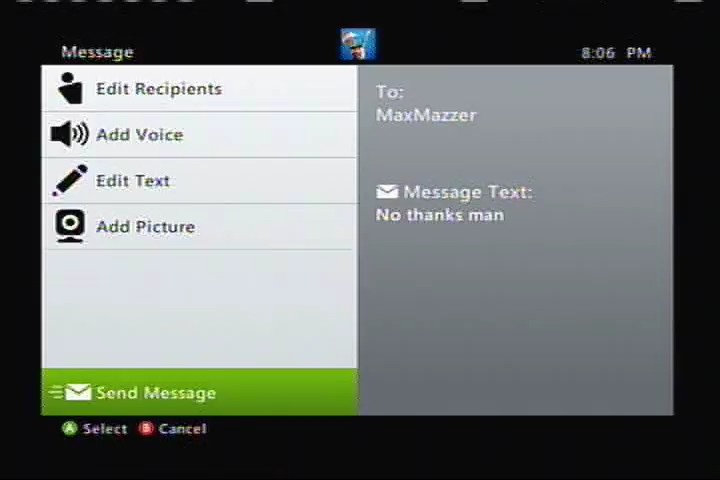 Message
8:06 PM
Edit Recipients
Add Voice
Edit Text
Add Picture
Send Message
To:
MaxMazzer
Message Text:
No thanks man
A Select B Cancel